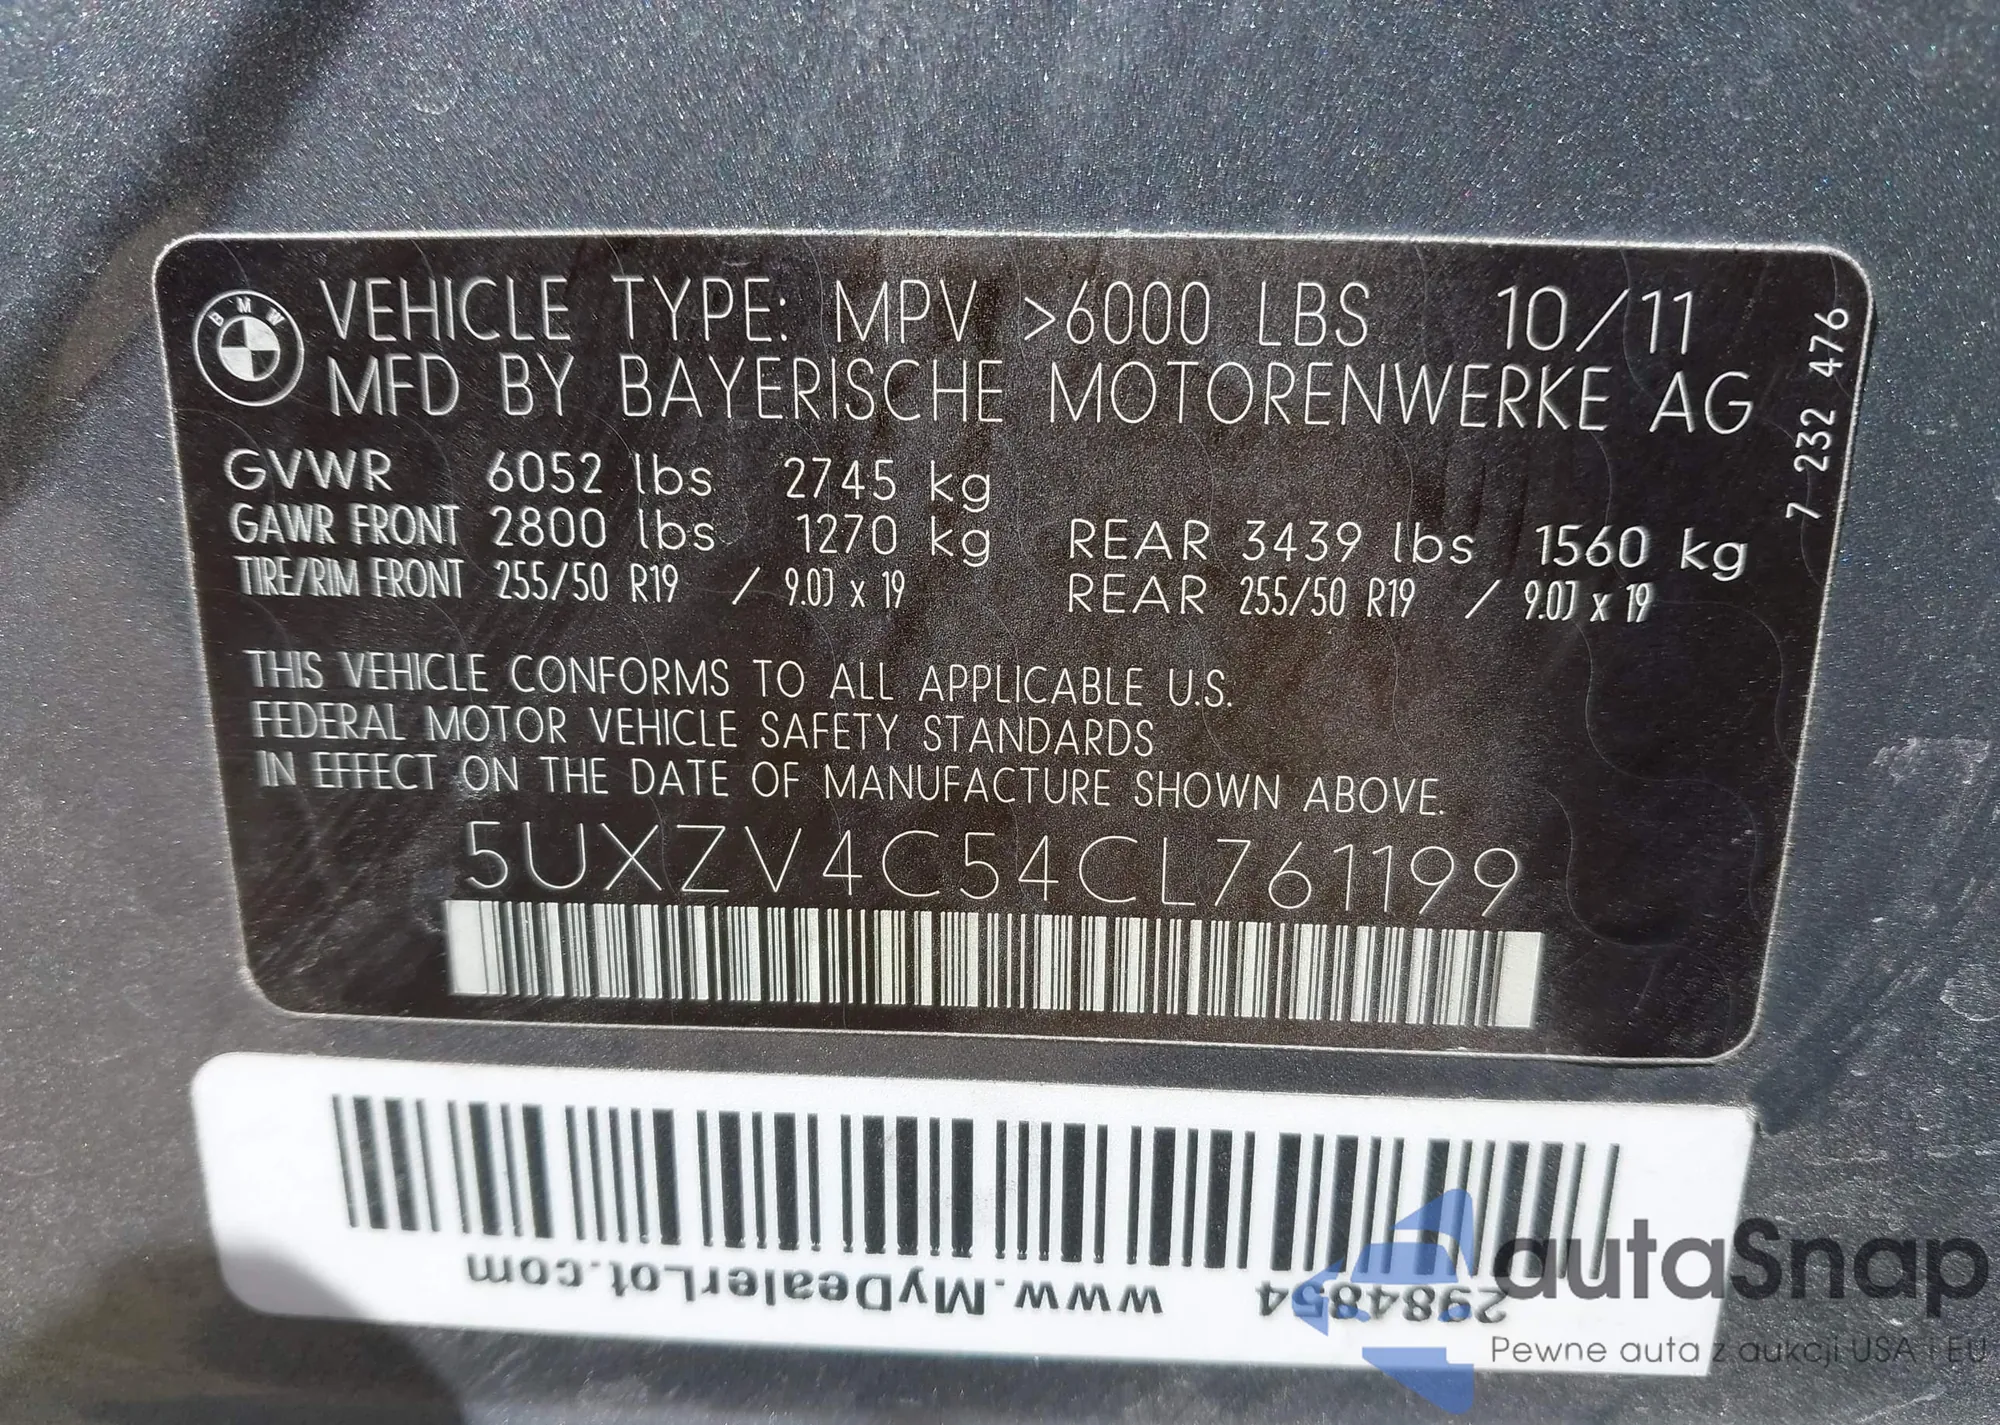 BMW
VEHICLE TYPE: MPV >6000 LBS 10/11
MFD BY BAYERISCHE MOTORENWERKE AG
GVWR 6052 lbs 2745 kg
GAWR FRONT 2800 lbs 1270 kg REAR 3439 lbs 1560 kg
TIRE/RIM FRONT 255/50 R19 / 9.0J x 19 REAR 255/50 R19 / 9.0J x 19
7 232 476
THIS VEHICLE CONFORMS TO ALL APPLICABLE U.S.
FEDERAL MOTOR VEHICLE SAFETY STANDARDS
IN EFFECT ON THE DATE OF MANUFACTURE SHOWN ABOVE.
5UXZV4C54CL761199
2984854 www.MyDealerLot.com
autaSnap
Pewne auta z aukcji USA i EU